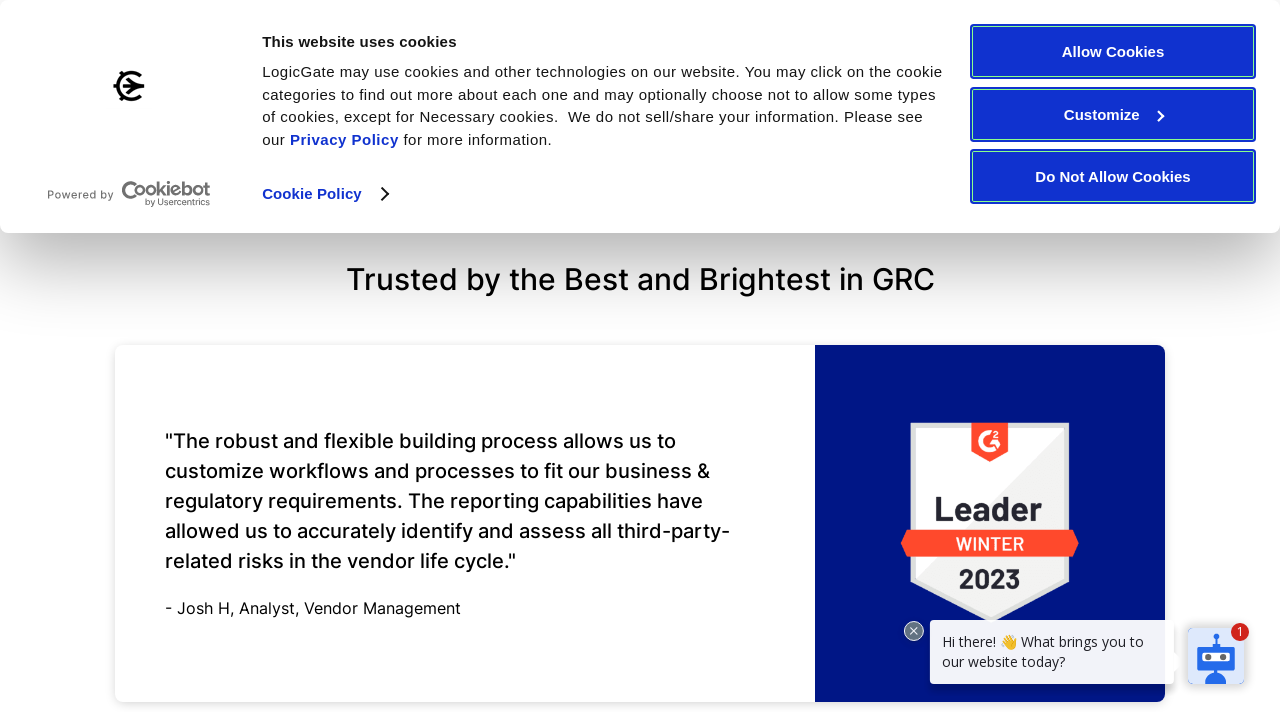 This website uses cookies
LogicGate may use cookies and other technologies on our website. You may click on the cookie
categories to find out more about each one and may optionally choose not to allow some types
of cookies, except for Necessary cookies.  We do not sell/share your information. Please see
our Privacy Policy for more information.
Cookie Policy
Powered by Cookiebot
by Usercentrics
Allow Cookies
Customize
Do Not Allow Cookies
Trusted by the Best and Brightest in GRC
"The robust and flexible building process allows us to
customize workflows and processes to fit our business &
regulatory requirements. The reporting capabilities have
allowed us to accurately identify and assess all third-party-
related risks in the vendor life cycle."
- Josh H, Analyst, Vendor Management
G2
Leader
WINTER
2023
Hi there! 👋 What brings you to
our website today?
1